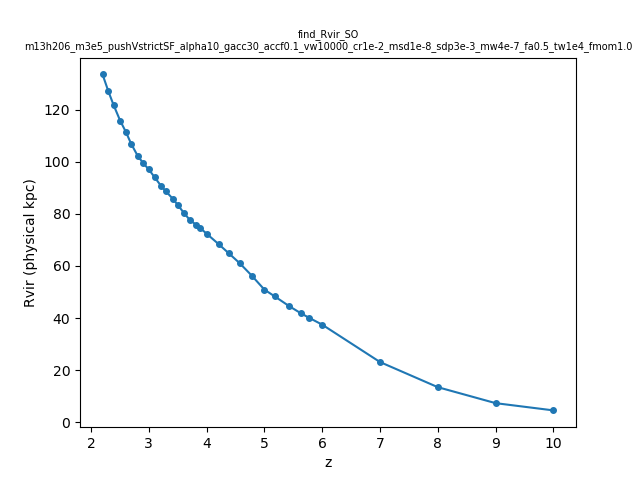 find_Rvir_SO
m13h206_m3e5_pushVstrictSF_alpha10_gacc30_accf0.1_vw10000_cr1e-2_msd1e-8_sdp3e-3_mw4e-7_fa0.5_tw1e4_fmom1.0
120
100
80
60
40
20
0
Rvir (physical kpc)
2 3 4 5 6 7 8 9 10
z